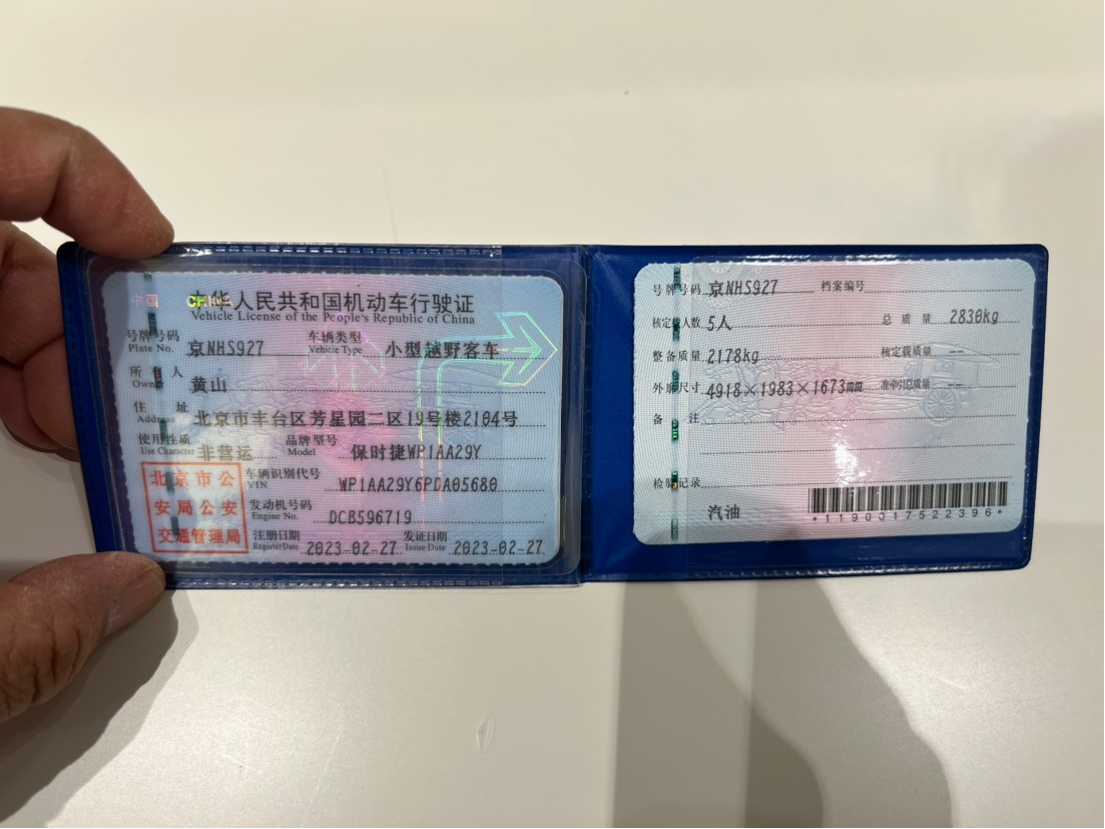 中国 CHINA
中华人民共和国机动车行驶证
Vehicle License of the People's Republic of China
号牌号码 Plate No. 京NHS927 车辆类型 Vehicle Type 小型越野客车
所有人 Owner 黄山
住址 Address 北京市丰台区芳星园二区19号楼2104号
使用性质 Use Character 非营运 品牌型号 Model 保时捷WP1AA29Y
北京市公安局公安交通管理局
车辆识别代号 VIN WP1AA29Y6PDA05680
发动机号码 Engine No. DCB596719
注册日期 Register Date 2023-02-27 发证日期 Issue Date 2023-02-27
号牌号码 京NHS927 档案编号
核定载人数 5人 总质量 2830kg
整备质量 2178kg 核定载质量 --
外廓尺寸 4918×1983×1673mm 准牵引总质量 --
备注
检验记录
汽油
*1190317522396*